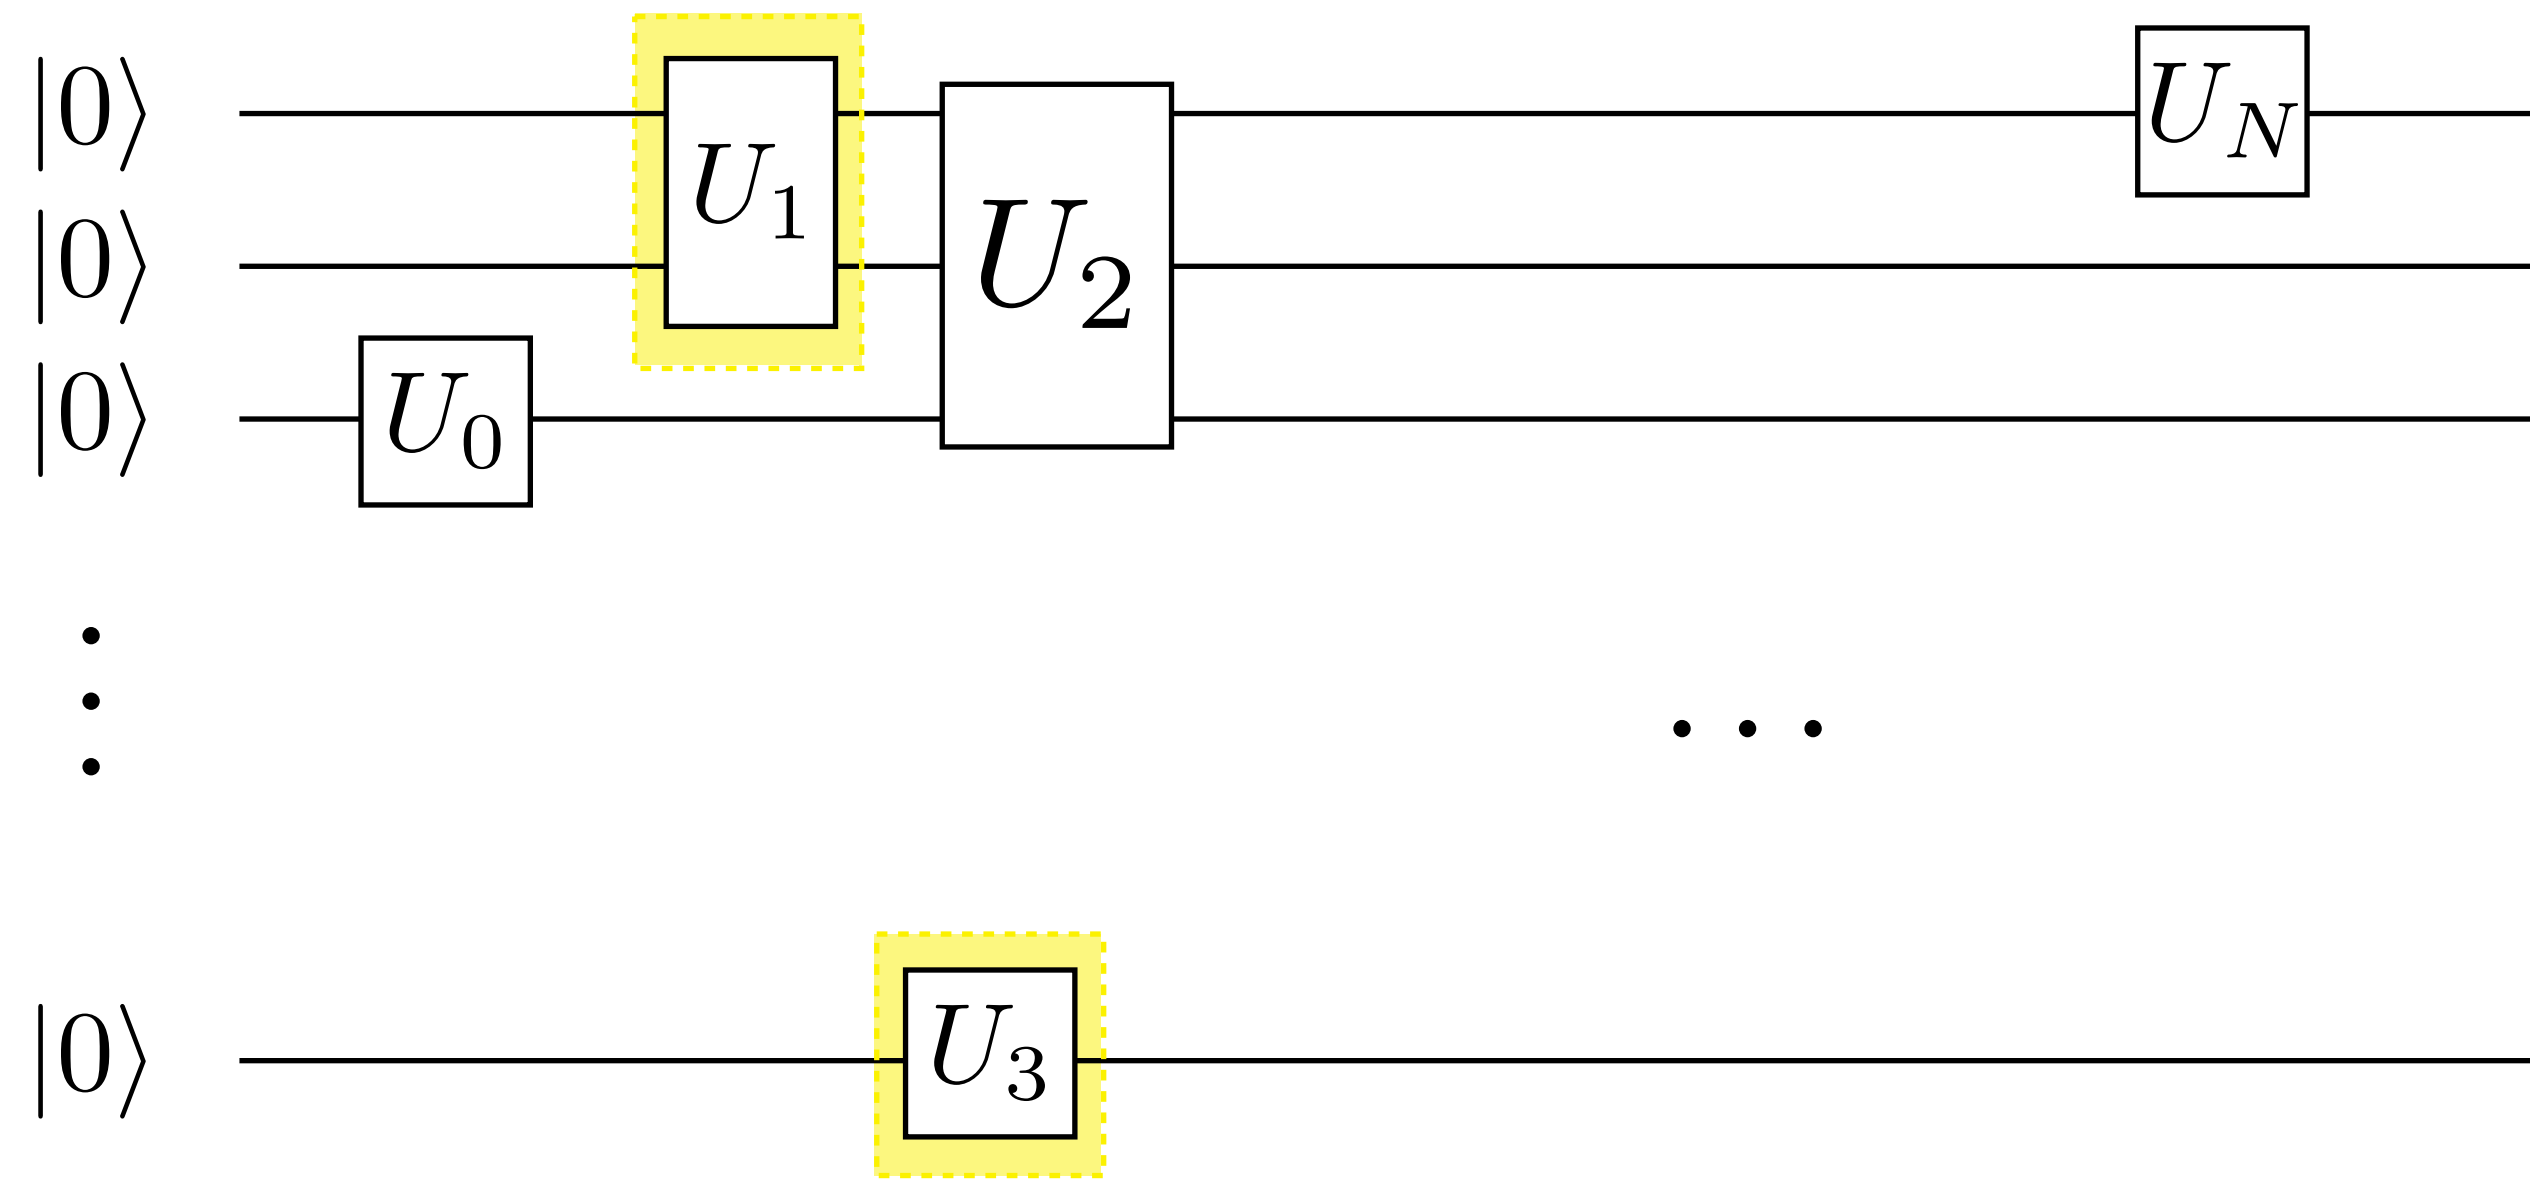 |0⟩ U_1 U_N
|0⟩ U_2
|0⟩ U_0
⋮
⋯
|0⟩ U_3